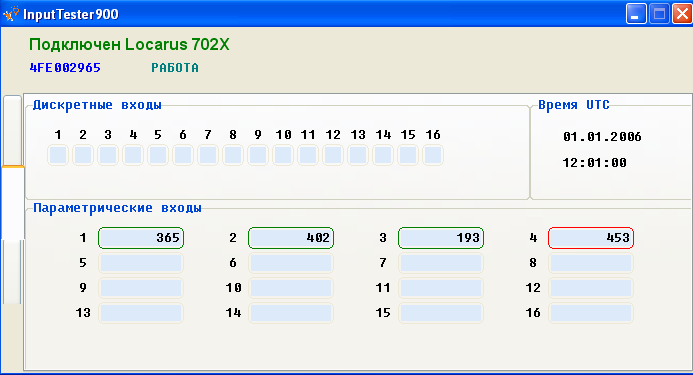 InputTester900
Подключен Locarus 702X
4FE002965 РАБОТА
Дискретные входы
1 2 3 4 5 6 7 8 9 10 11 12 13 14 15 16
Время UTC
01.01.2006
12:01:00
Параметрические входы
1 365 2 402 3 193 4 453
5 6 7 8
9 10 11 12
13 14 15 16